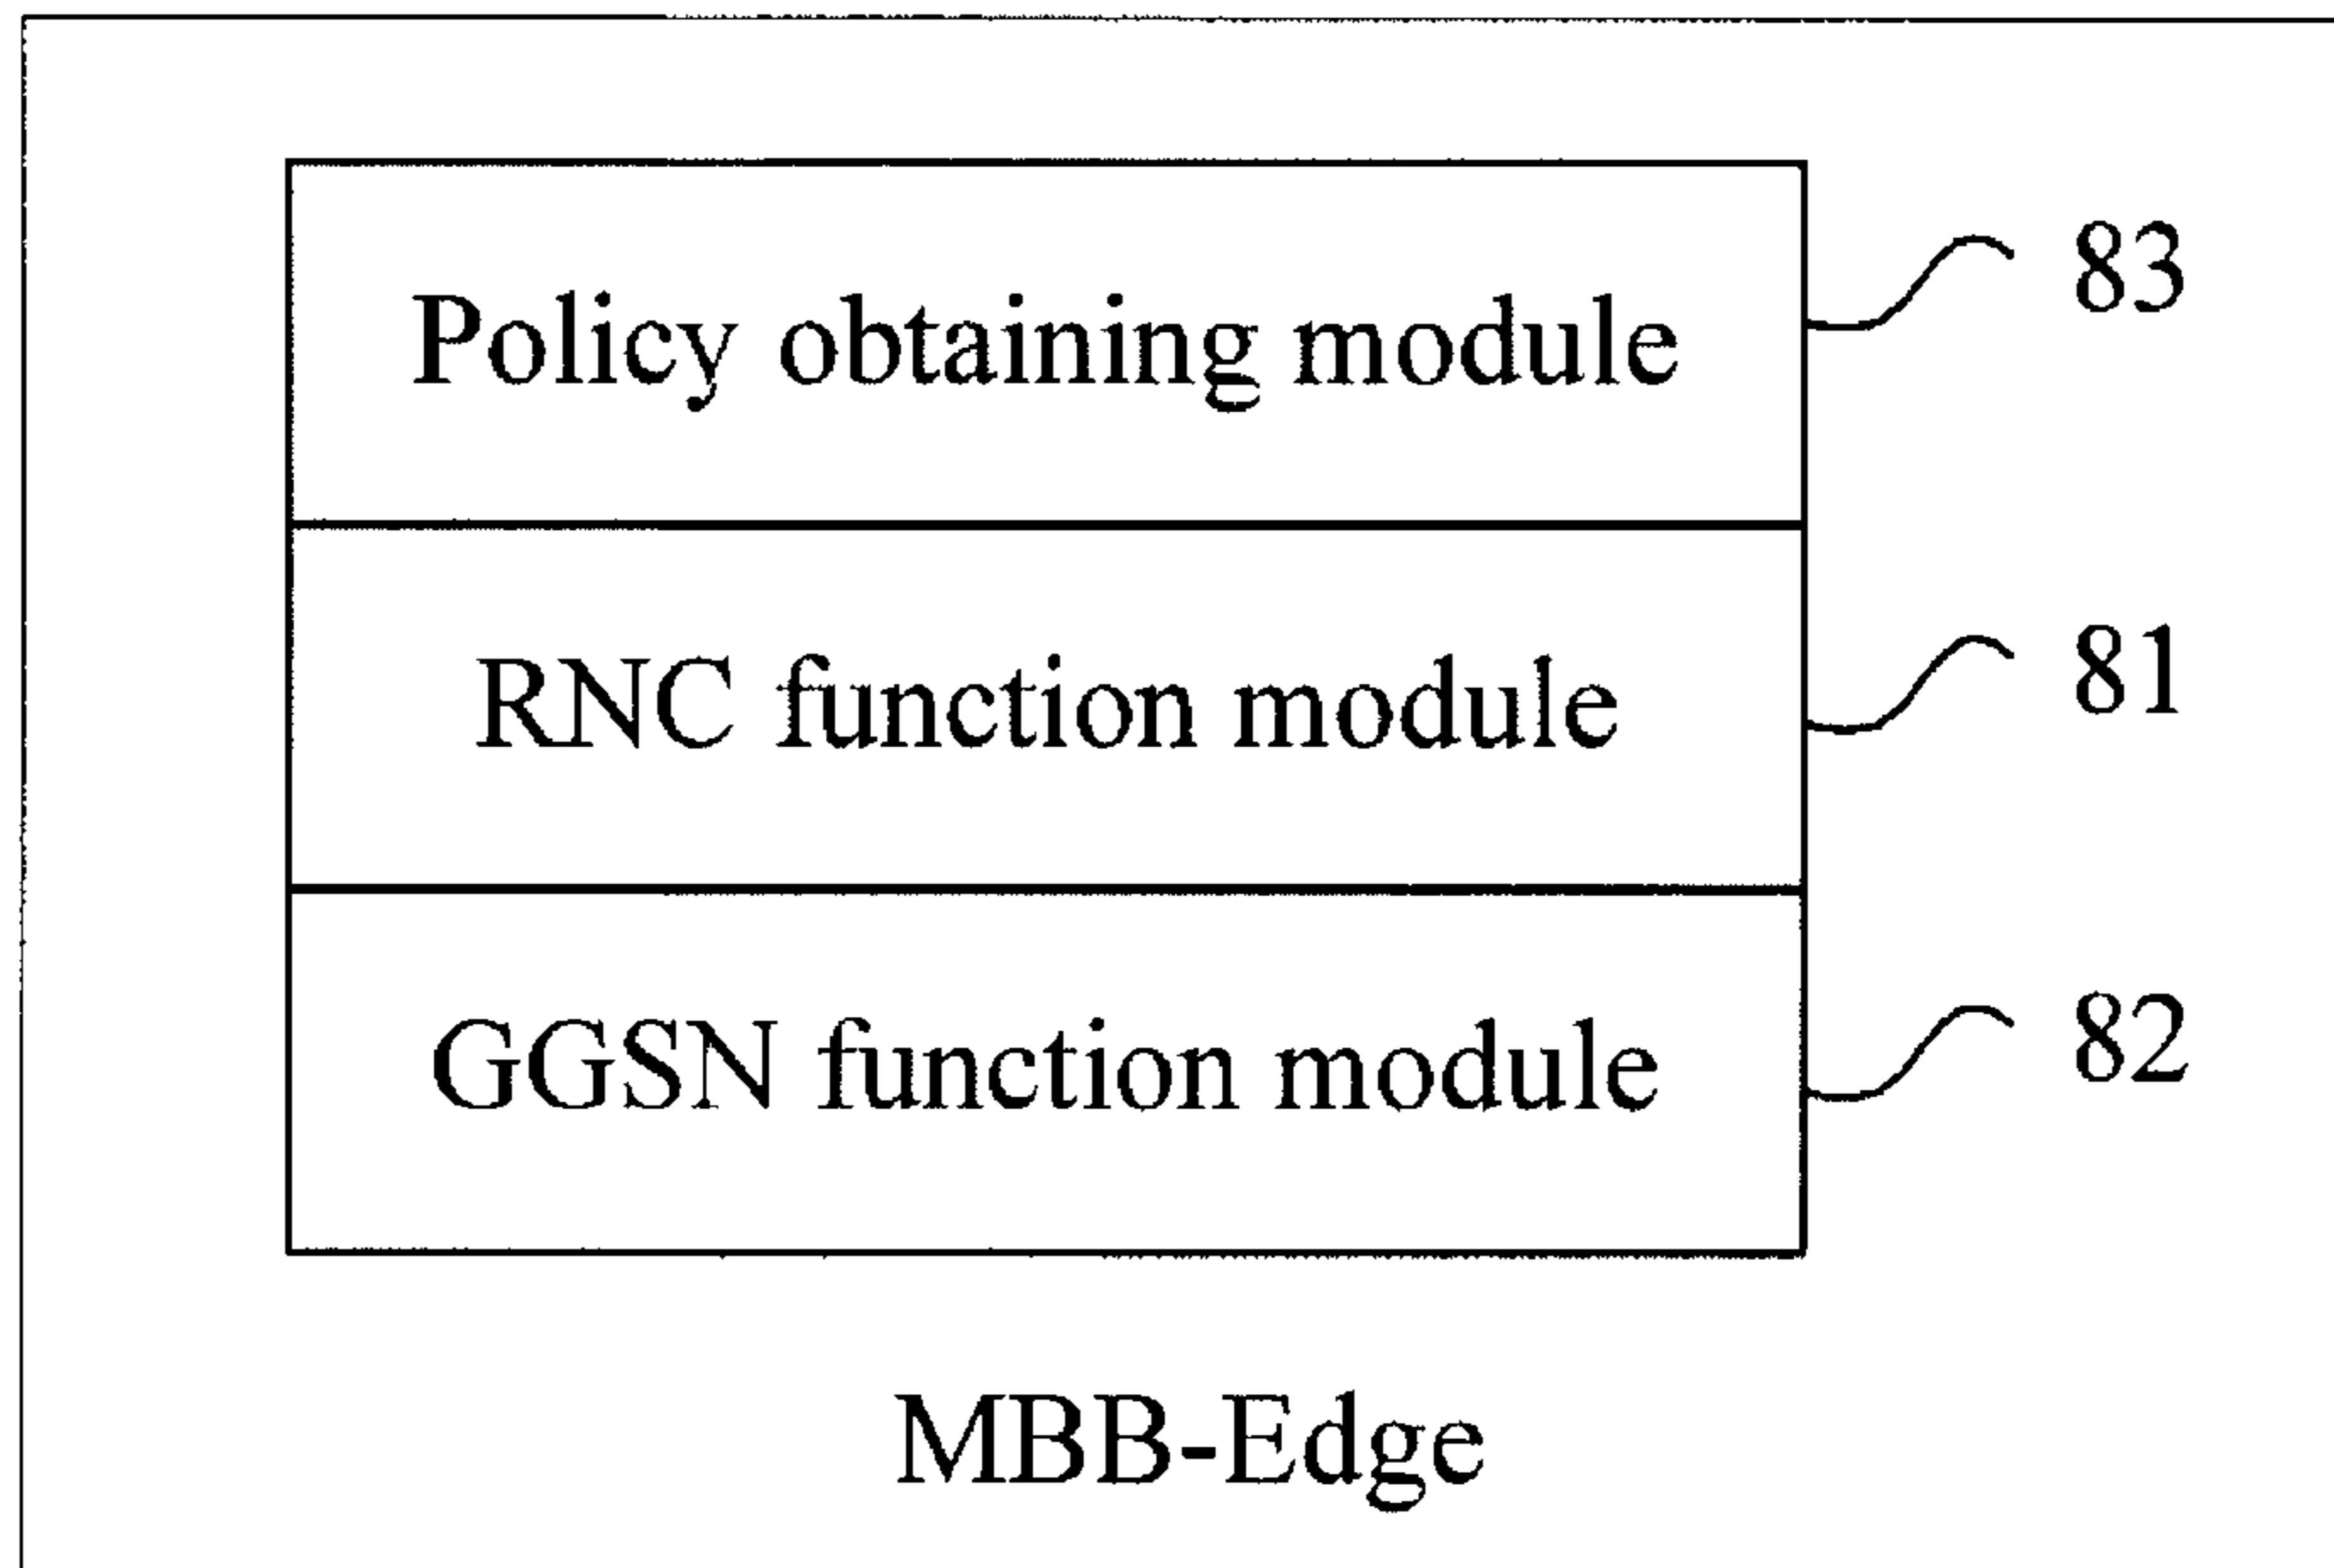 Policy obtaining module
83
RNC function module
81
GGSN function module
82
MBB-Edge